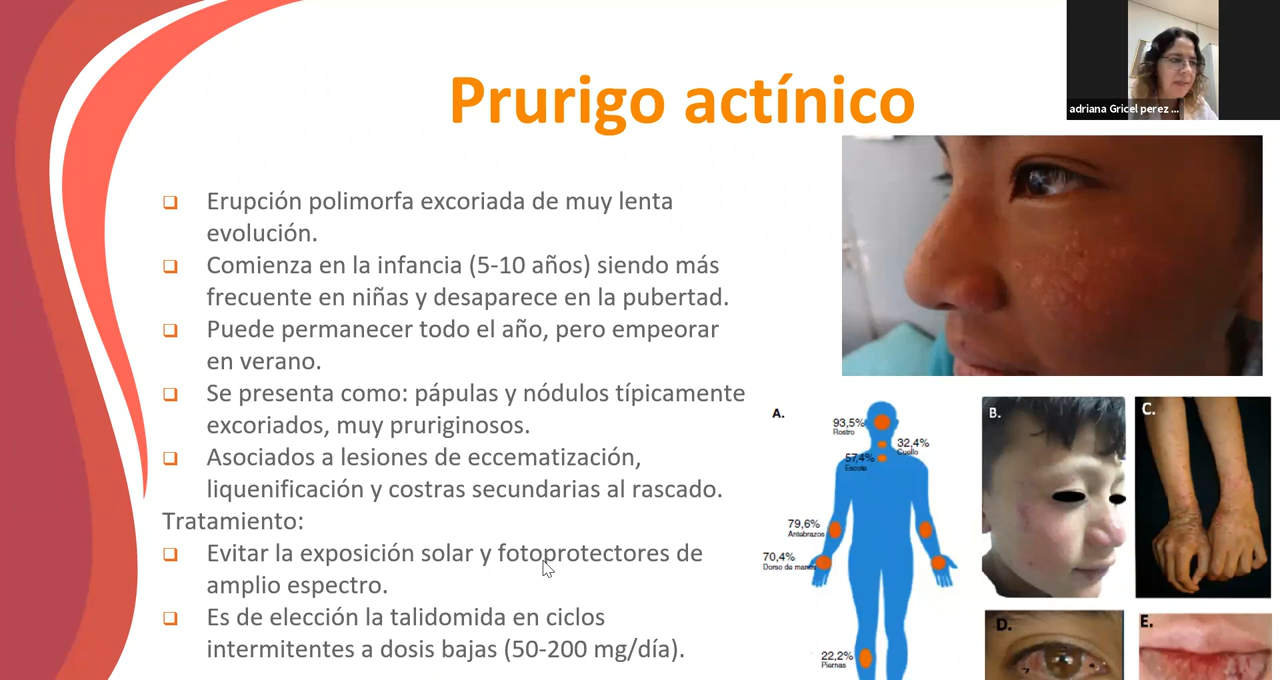 Prurigo actínico
adriana Gricel perez ...
Erupción polimorfa excoriada de muy lenta
evolución.
Comienza en la infancia (5-10 años) siendo más
frecuente en niñas y desaparece en la pubertad.
Puede permanecer todo el año, pero empeorar
en verano.
Se presenta como: pápulas y nódulos típicamente
excoriados, muy pruriginosos.
Asociados a lesiones de eccematización,
liquenificación y costras secundarias al rascado.
Tratamiento:
Evitar la exposición solar y fotoprotectores de
amplio espectro.
Es de elección la talidomida en ciclos
intermitentes a dosis bajas (50-200 mg/día).
A.
93,5%
Rostro
32,4%
Cuello
57,4%
Escote
79,6%
Antebrazos
70,4%
Dorso de manos
22,2%
Piernas
B.
C.
D.
E.